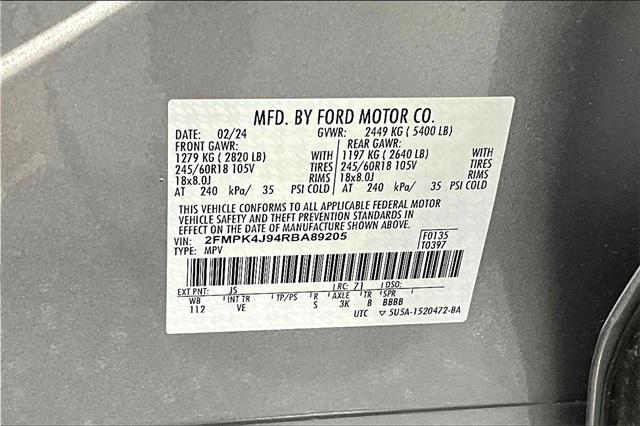 MFD. BY FORD MOTOR CO.
DATE: 02/24 GVWR: 2449 KG ( 5400 LB)
FRONT GAWR: REAR GAWR:
1279 KG ( 2820 LB) WITH 1197 KG ( 2640 LB) WITH
245/60R18 105V TIRES 245/60R18 105V TIRES
18x8.0J RIMS 18x8.0J RIMS
AT 240 kPa/ 35 PSI COLD AT 240 kPa/ 35 PSI COLD
THIS VEHICLE CONFORMS TO ALL APPLICABLE FEDERAL MOTOR
VEHICLE SAFETY AND THEFT PREVENTION STANDARDS IN
EFFECT ON THE DATE OF MANUFACTURE SHOWN ABOVE.
VIN: 2FMPK4J94RBA89205 F0135
TYPE: MPV T0397
EXT PNT: JS RC: 71 DSO:
WB INT TR TP/PS R AXLE TR SPR
112 VE S 3K 8 BBBB
UTC ▽ 5U5A-1520472-BA